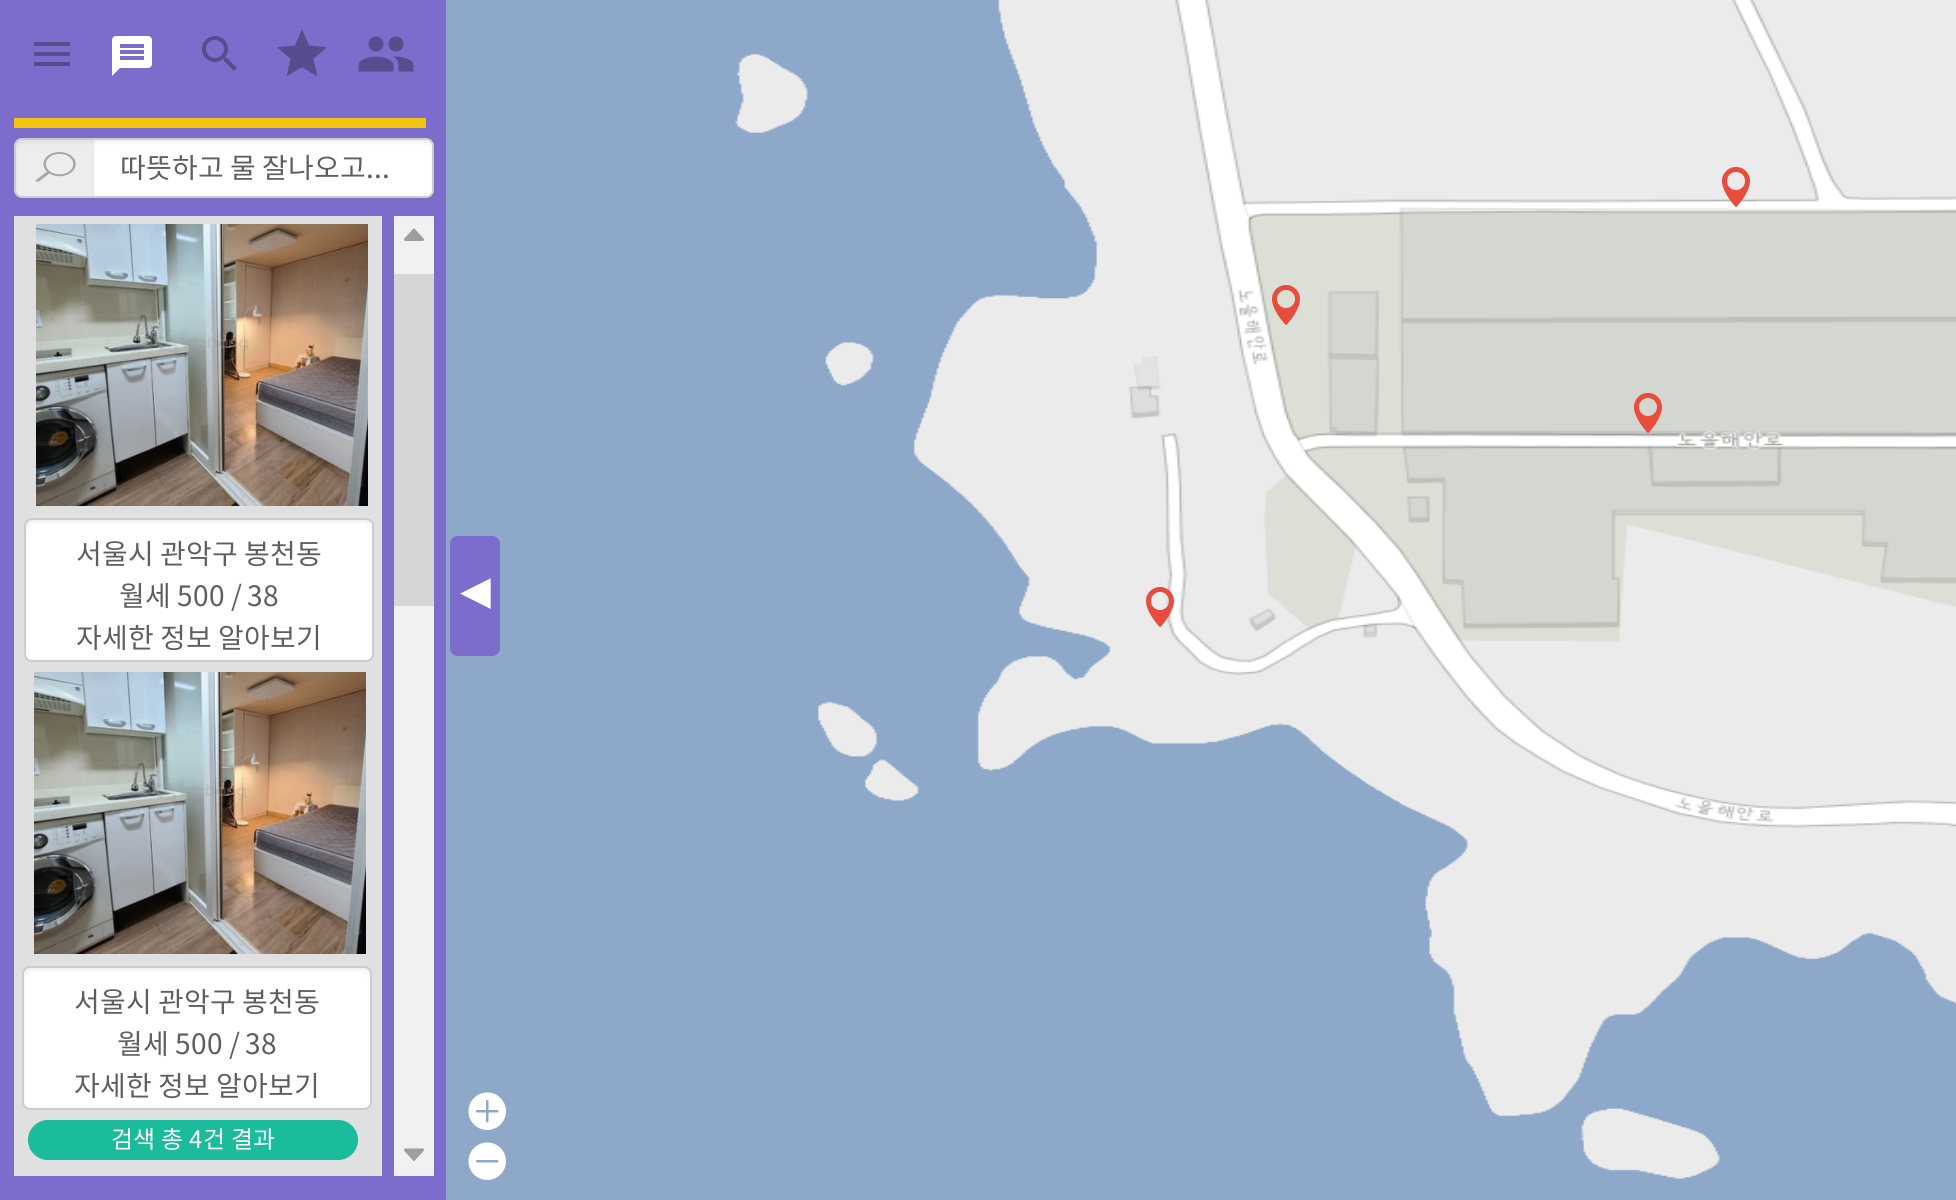 따뜻하고 물 잘나오고...
서울시 관악구 봉천동
월세 500 / 38
자세한 정보 알아보기
서울시 관악구 봉천동
월세 500 / 38
자세한 정보 알아보기
검색 총 4건 결과
노을해안로
노을해안로
노을해안로